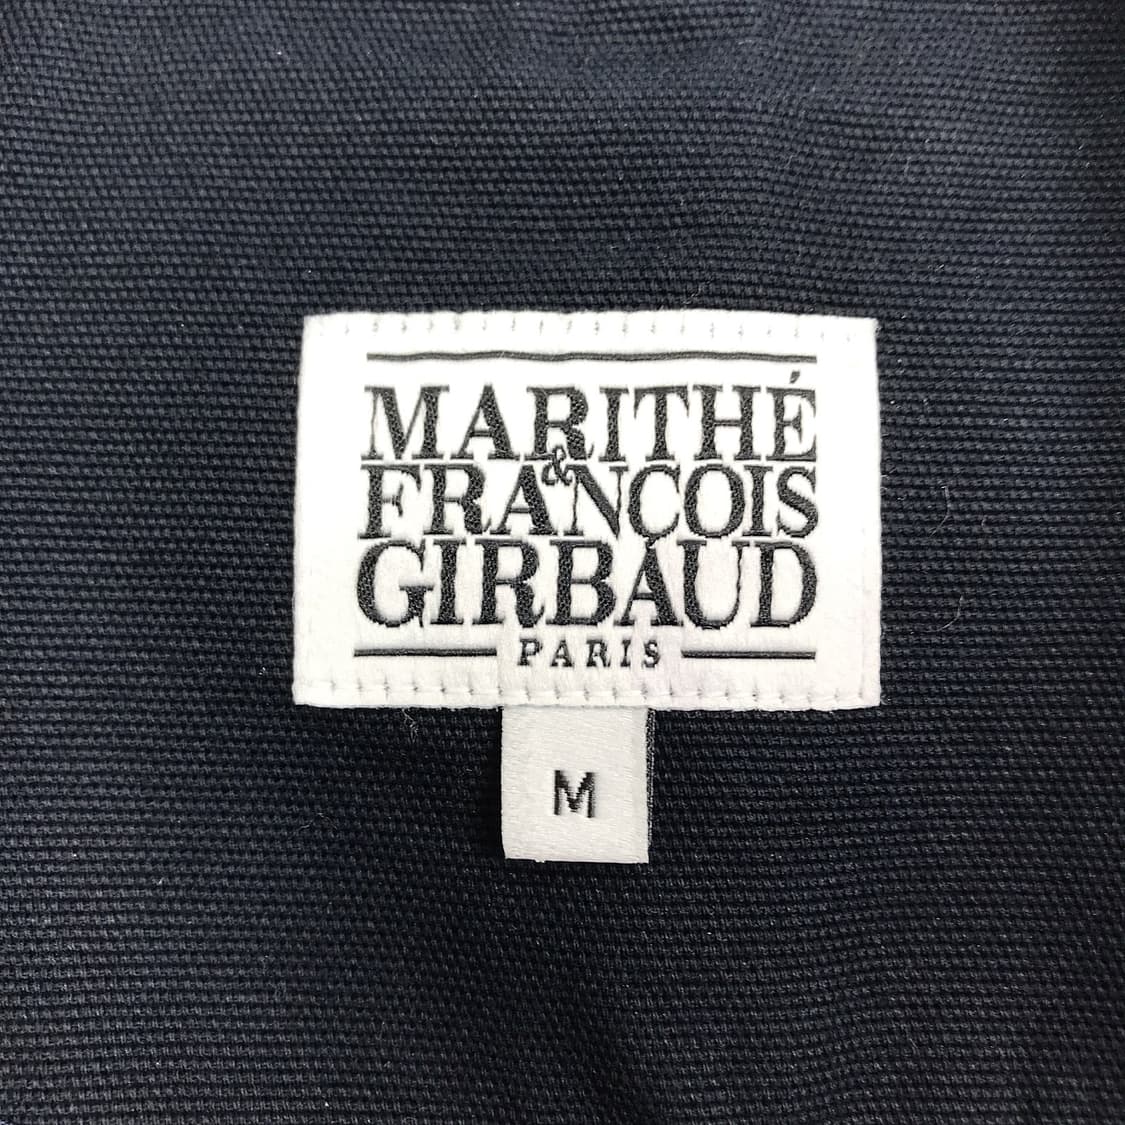 MARITHÉ
&
FRANÇOIS
GIRBAUD
PARIS
M